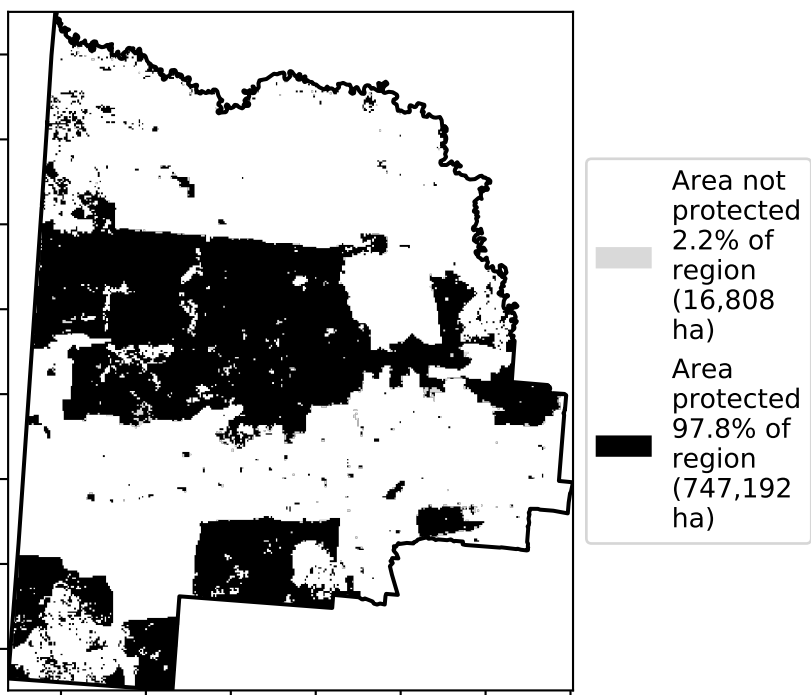 Area not
protected
2.2% of
region
(16,808
ha)
Area
protected
97.8% of
region
(747,192
ha)